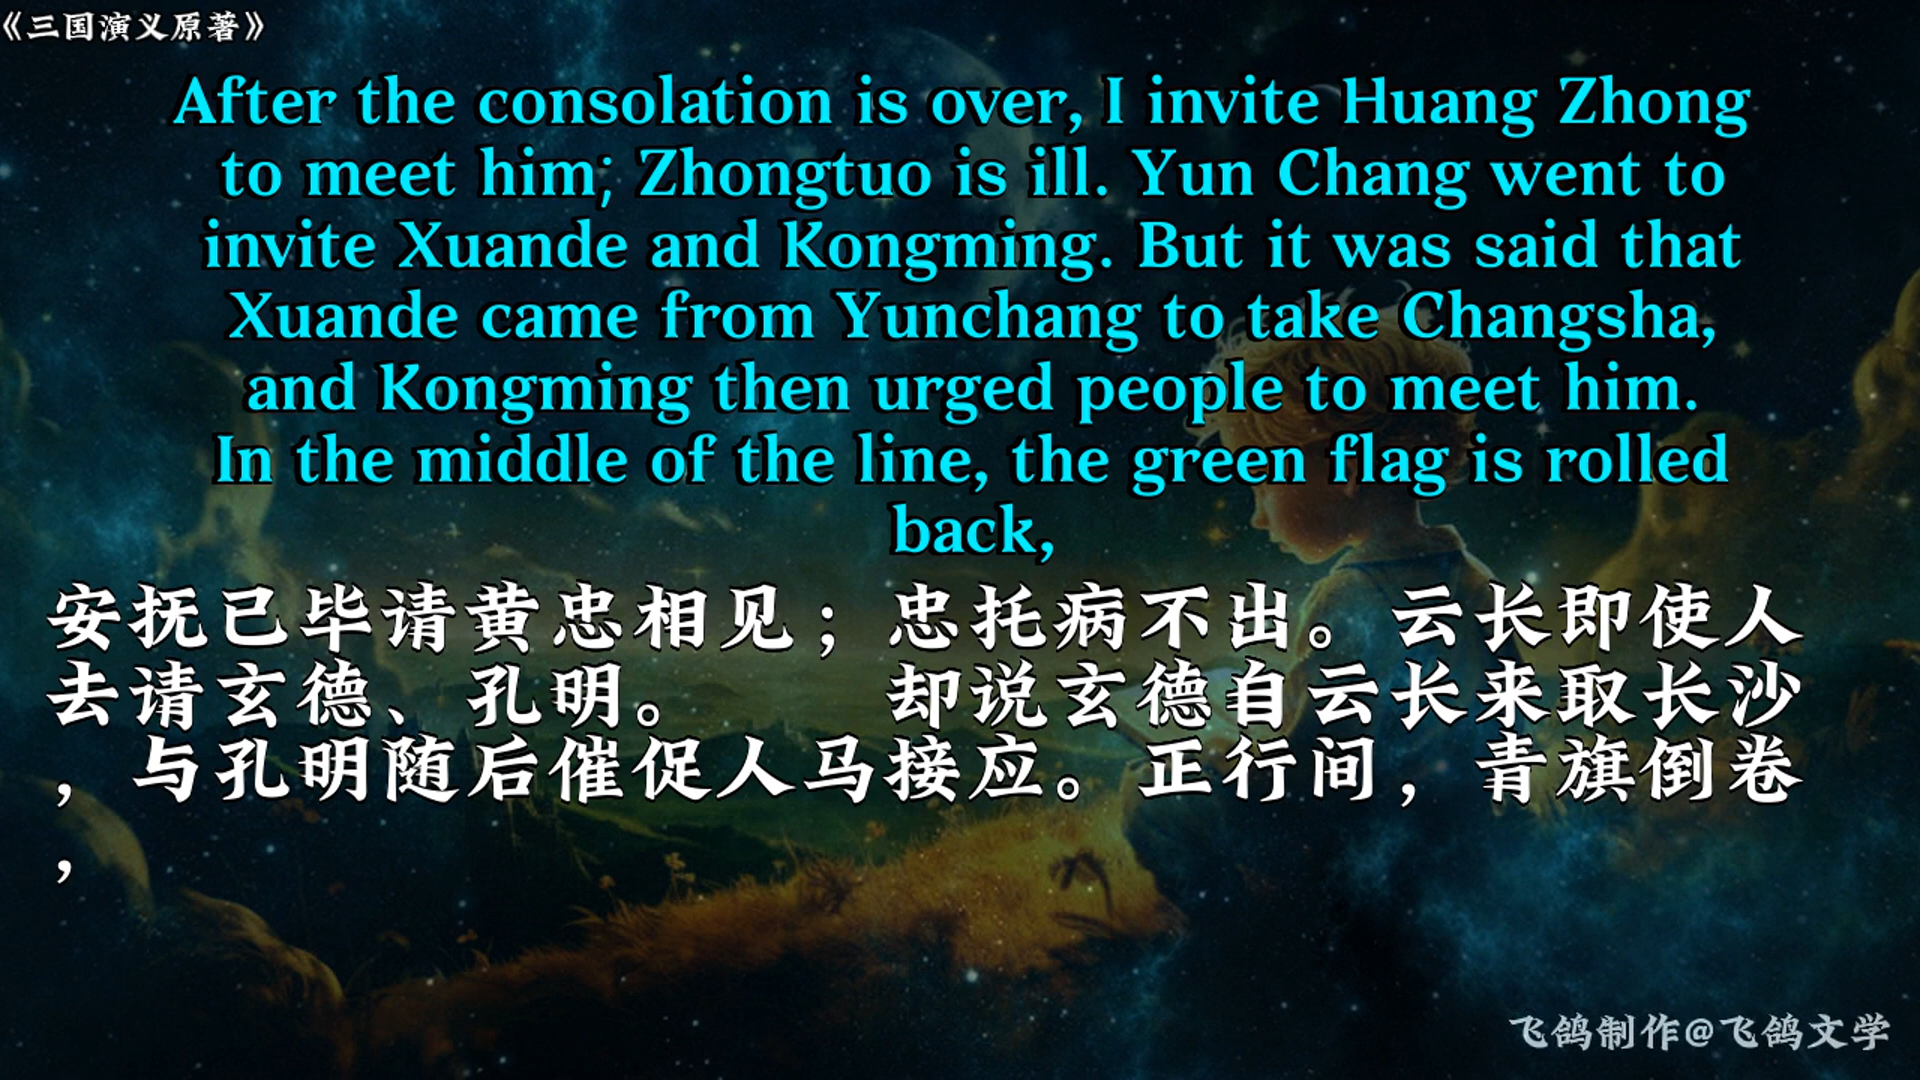 《三国演义原著》
After the consolation is over, I invite Huang Zhong
to meet him; Zhongtuo is ill. Yun Chang went to
invite Xuande and Kongming. But it was said that
Xuande came from Yunchang to take Changsha,
and Kongming then urged people to meet him.
In the middle of the line, the green flag is rolled
back,
安抚已毕请黄忠相见；忠托病不出。云长即使人
去请玄德、孔明。　　却说玄德自云长来取长沙
，与孔明随后催促人马接应。正行间，青旗倒卷
，
飞鸽制作@飞鸽文学